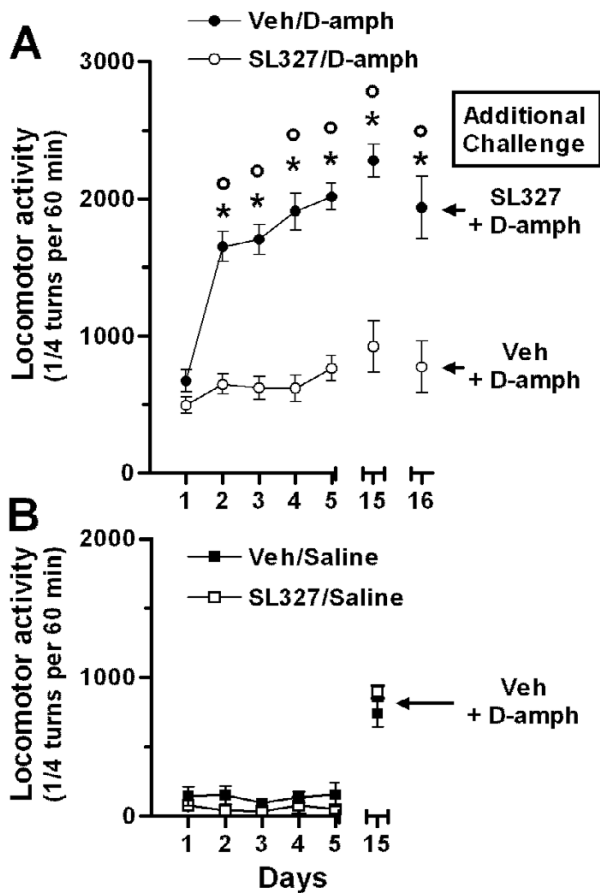 A
Veh/D-amph
SL327/D-amph
Locomotor activity
(1/4 turns per 60 min)
3000
2000
1000
0
* * * * * *
Additional
Challenge
SL327
+ D-amph
Veh
+ D-amph
1 2 3 4 5 15 16
B
Veh/Saline
SL327/Saline
Locomotor activity
(1/4 turns per 60 min)
2000
1000
0
Veh
+ D-amph
1 2 3 4 5 15
Days